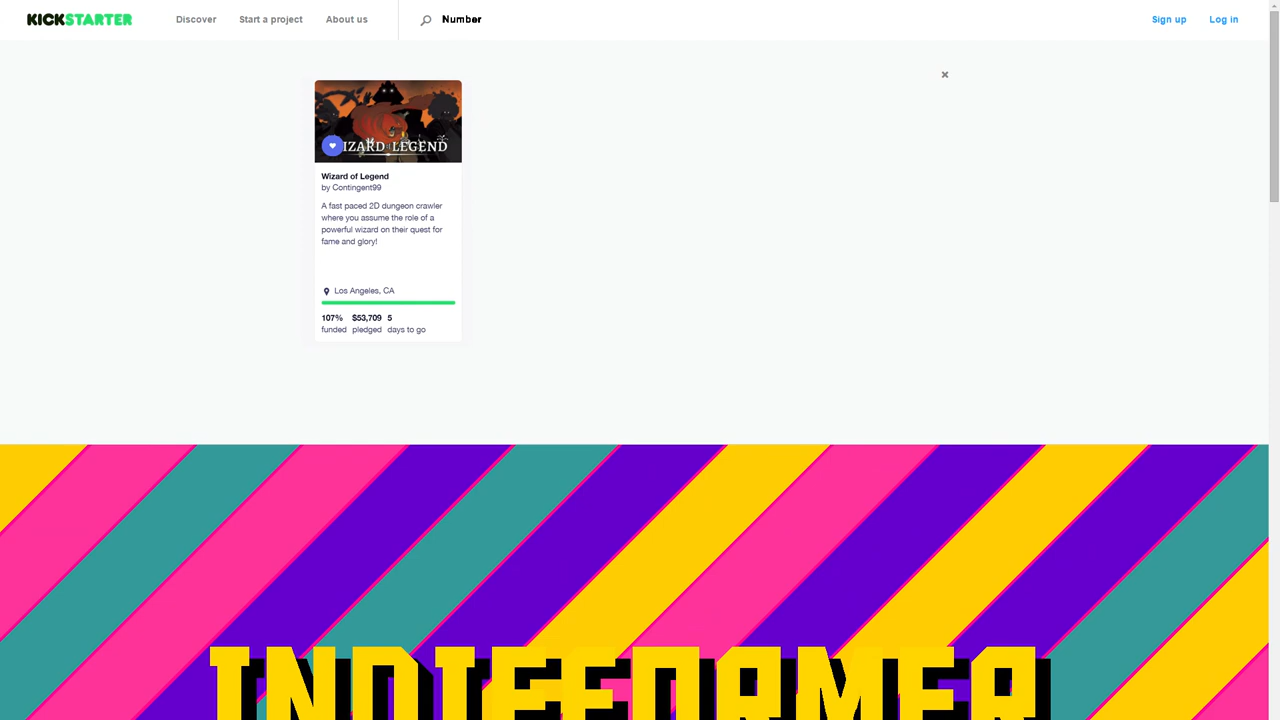 KICKSTARTER Discover Start a project About us Number Sign up Log in
WIZARD of LEGEND
Wizard of Legend
by Contingent99
A fast paced 2D dungeon crawler
where you assume the role of a
powerful wizard on their quest for
fame and glory!
Los Angeles, CA
107% $53,709 5
funded pledged days to go
INDIEFORMER